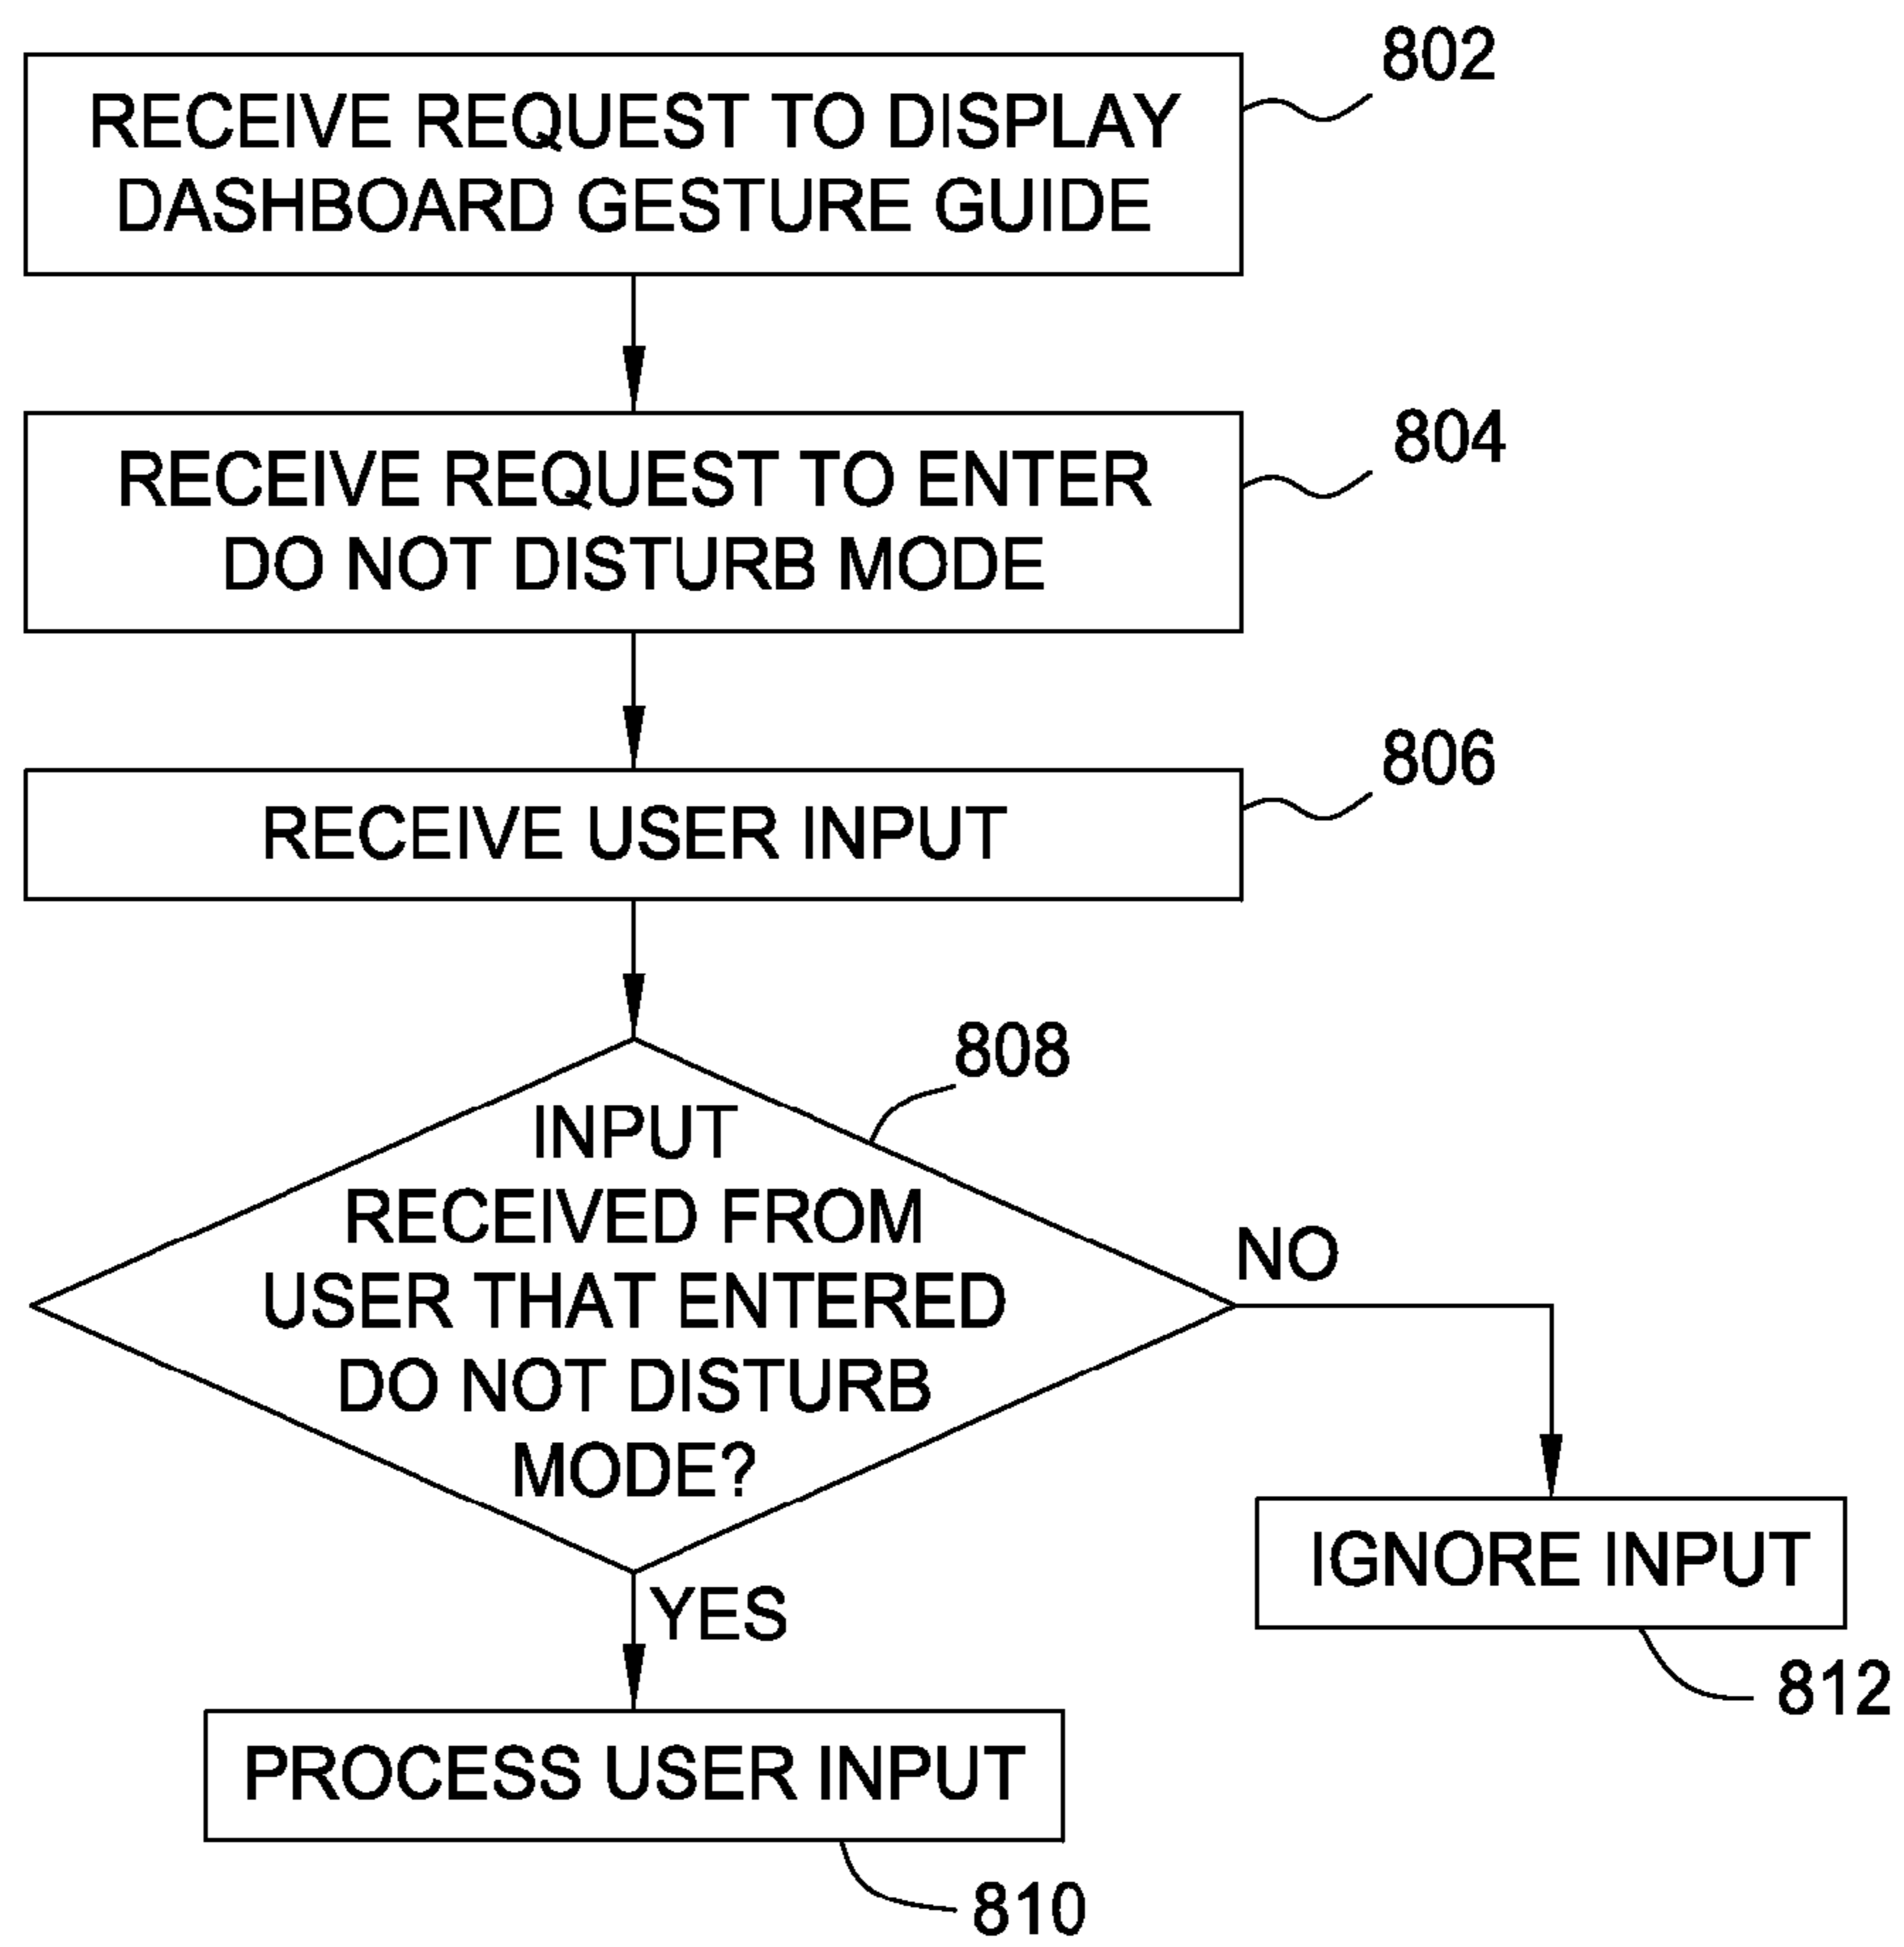 802
RECEIVE REQUEST TO DISPLAY
DASHBOARD GESTURE GUIDE
804
RECEIVE REQUEST TO ENTER
DO NOT DISTURB MODE
806
RECEIVE USER INPUT
808
INPUT
RECEIVED FROM
USER THAT ENTERED
DO NOT DISTURB
MODE?
NO
IGNORE INPUT
812
YES
PROCESS USER INPUT
810